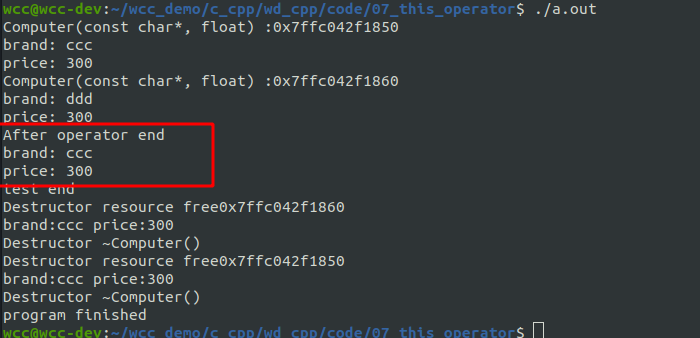 wcc@wcc-dev:~/wcc_demo/c_cpp/wd_cpp/code/07_this_operator$ ./a.out
Computer(const char*, float) :0x7ffc042f1850
brand: ccc
price: 300
Computer(const char*, float) :0x7ffc042f1860
brand: ddd
price: 300
After operator end
brand: ccc
price: 300
test end
Destructor resource free0x7ffc042f1860
brand:ccc price:300
Destructor ~Computer()
Destructor resource free0x7ffc042f1850
brand:ccc price:300
Destructor ~Computer()
program finished
wcc@wcc-dev:~/wcc_demo/c_cpp/wd_cpp/code/07_this_operator$